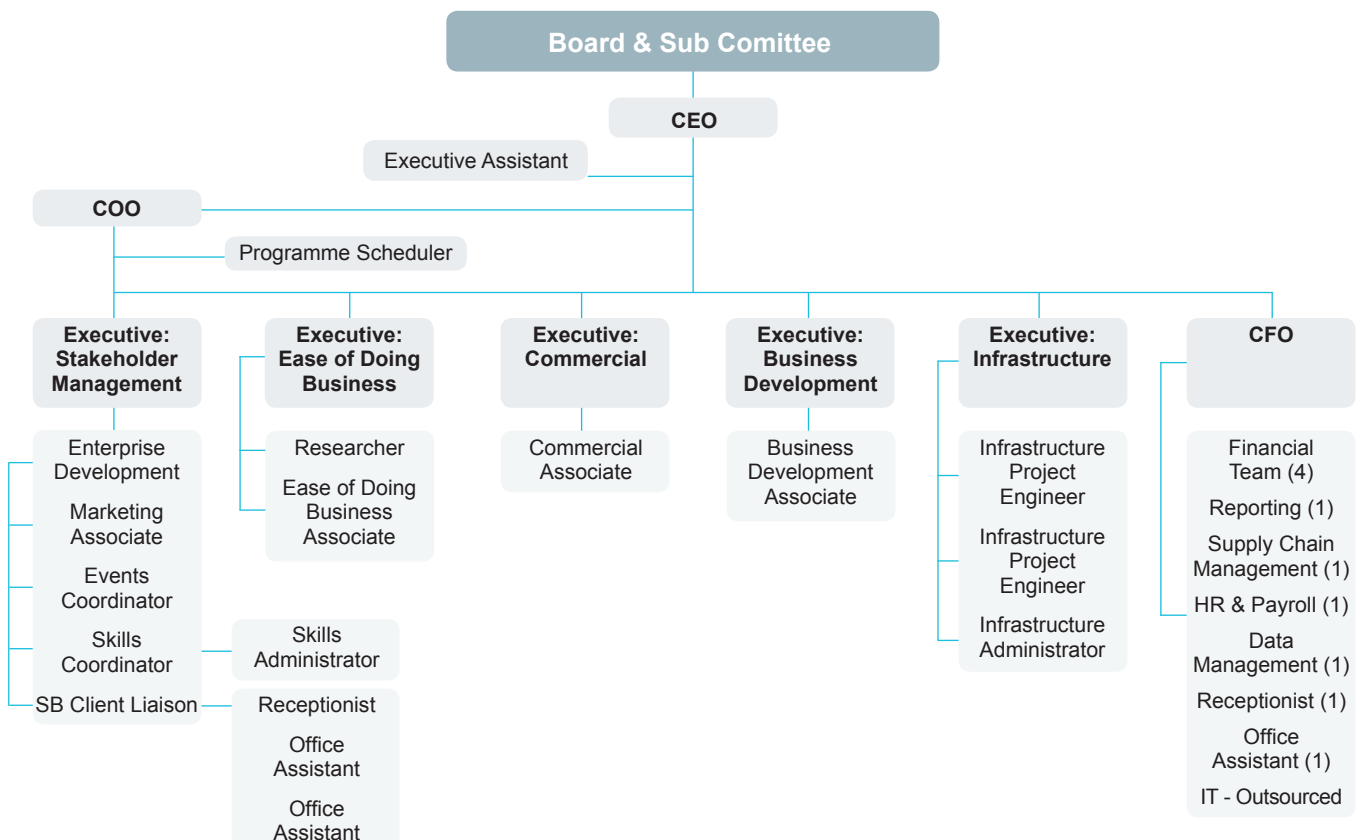 Board & Sub Comittee
CEO
Executive Assistant
COO
Programme Scheduler
Executive:
Stakeholder
Management
Enterprise
Development
Marketing
Associate
Events
Coordinator
Skills
Coordinator
SB Client Liaison
Skills
Administrator
Receptionist
Office
Assistant
Office
Assistant
Executive:
Ease of Doing
Business
Researcher
Ease of Doing
Business
Associate
Executive:
Commercial
Commercial
Associate
Executive:
Business
Development
Business
Development
Associate
Executive:
Infrastructure
Infrastructure
Project
Engineer
Infrastructure
Project
Engineer
Infrastructure
Administrator
CFO
Financial
Team (4)
Reporting (1)
Supply Chain
Management (1)
HR & Payroll (1)
Data
Management (1)
Receptionist (1)
Office
Assistant (1)
IT - Outsourced